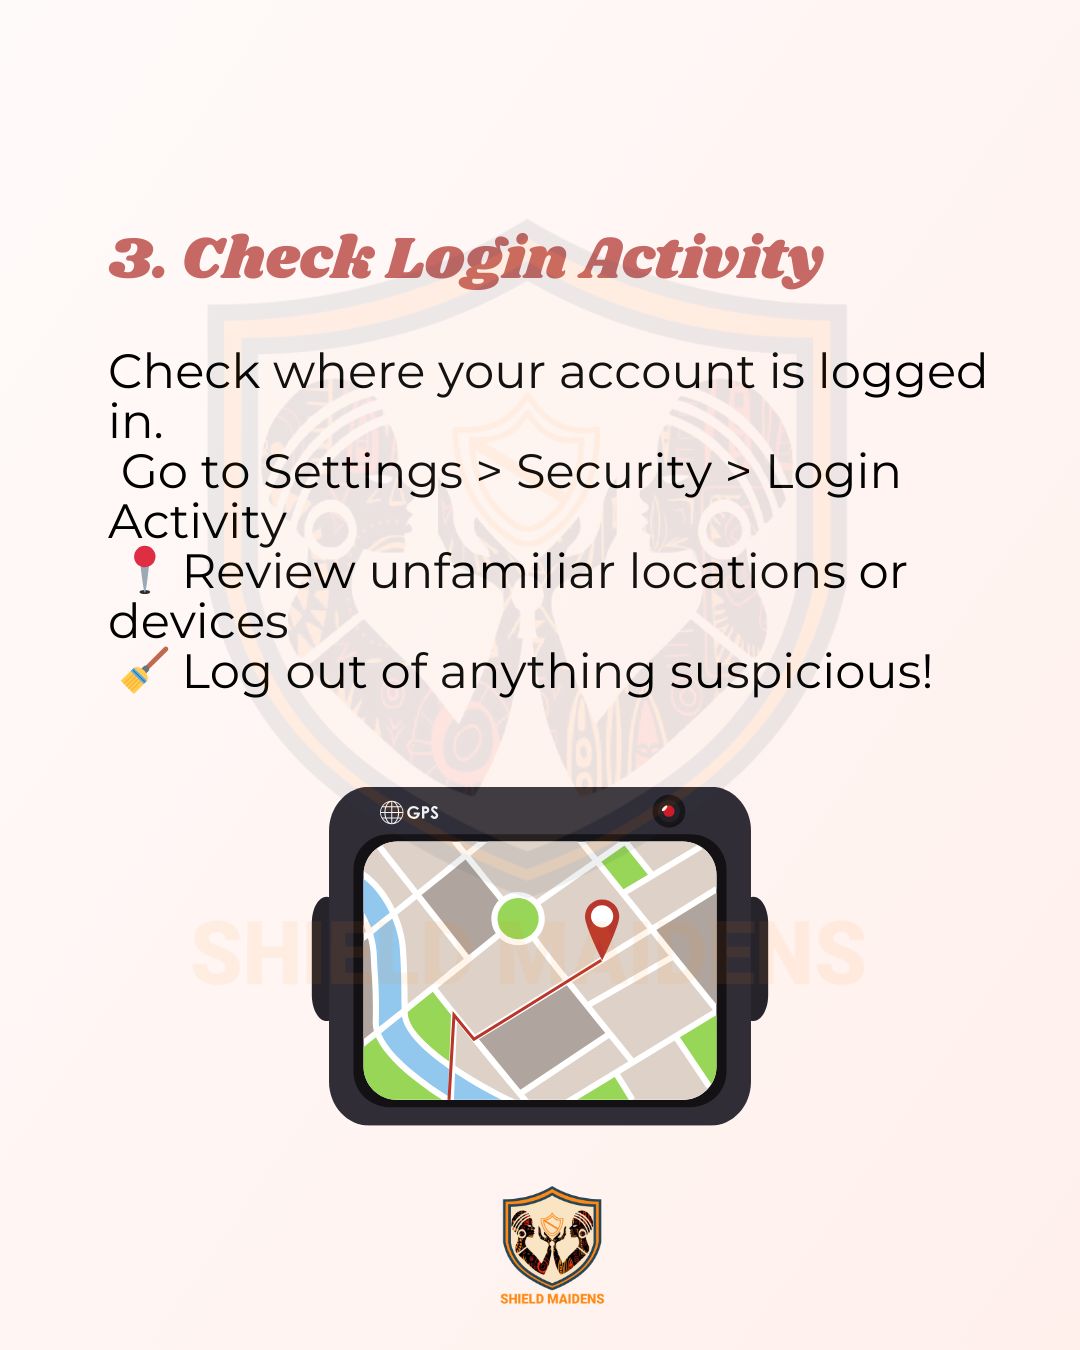 3. Check Login Activity
Check where your account is logged
in.
Go to Settings > Security > Login
Activity
📍 Review unfamiliar locations or
devices
🧹 Log out of anything suspicious!
GPS
SHIELD MAIDENS
SHIELD MAIDENS